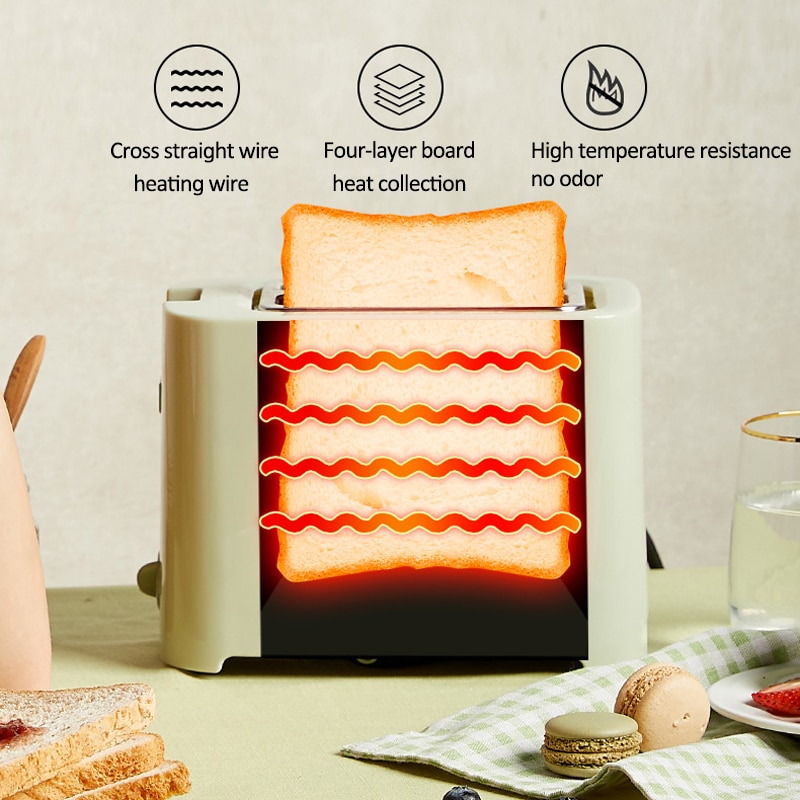 Cross straight wire
heating wire
Four-layer board
heat collection
High temperature resistance
no odor